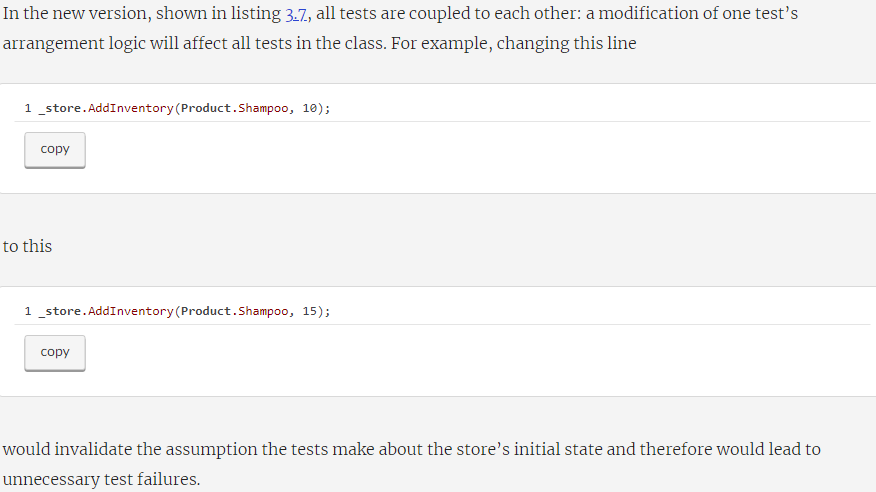 In the new version, shown in listing 3.7, all tests are coupled to each other: a modification of one test’s
arrangement logic will affect all tests in the class. For example, changing this line
1 _store.AddInventory(Product.Shampoo, 10);
copy
to this
1 _store.AddInventory(Product.Shampoo, 15);
copy
would invalidate the assumption the tests make about the store’s initial state and therefore would lead to
unnecessary test failures.